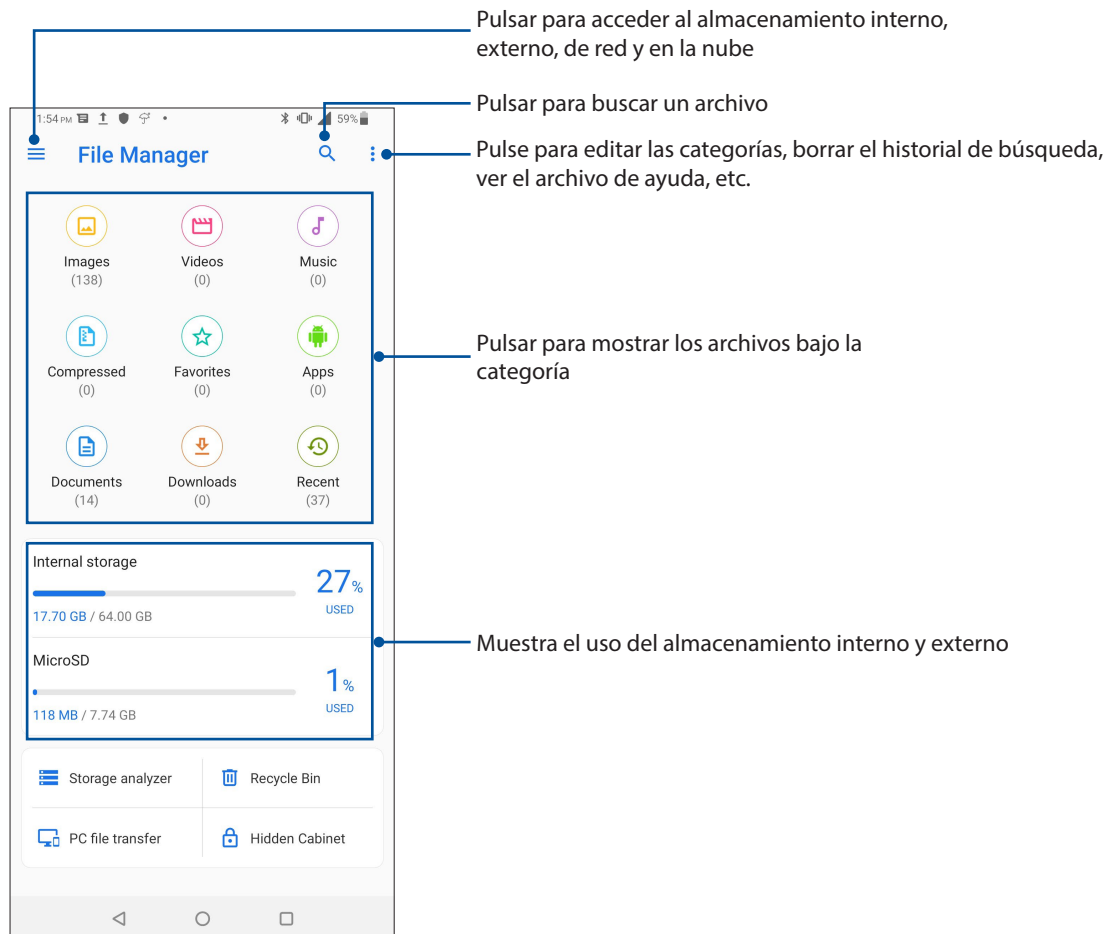 Pulsar para acceder al almacenamiento interno,
externo, de red y en la nube
Pulsar para buscar un archivo
Pulse para editar las categorías, borrar el historial de búsqueda,
ver el archivo de ayuda, etc.
1:54 PM 59%
File Manager
Images Videos Music
(138) (0) (0)
Compressed Favorites Apps
(0) (0) (0)
Documents Downloads Recent
(14) (0) (37)
Pulsar para mostrar los archivos bajo la
categoría
Internal storage
27%
USED
17.70 GB / 64.00 GB
MicroSD
1%
USED
118 MB / 7.74 GB
Muestra el uso del almacenamiento interno y externo
Storage analyzer Recycle Bin
PC file transfer Hidden Cabinet